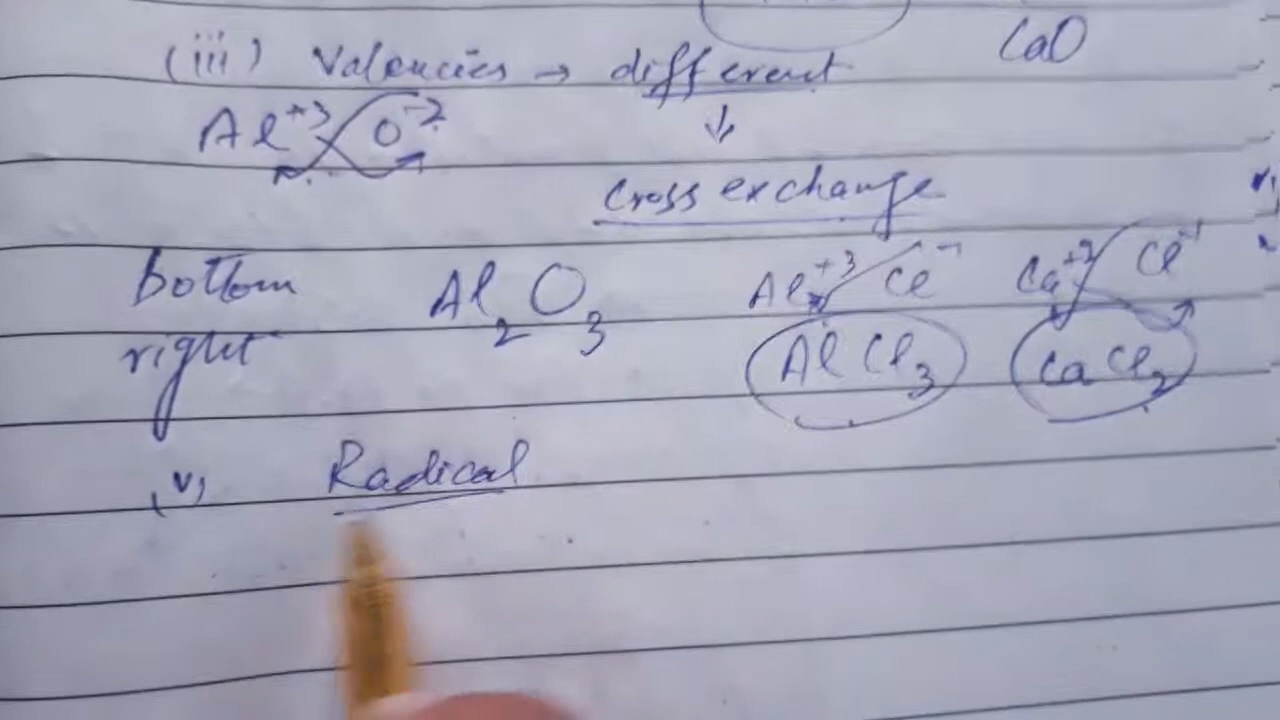 CaO
(iii) Valencies → different
↓
Al+3 O-2
Cross exchange
Al+3 Cl-1 Ca+2 Cl-1
bottom Al2O3
right AlCl3 CaCl2
(v) Radical